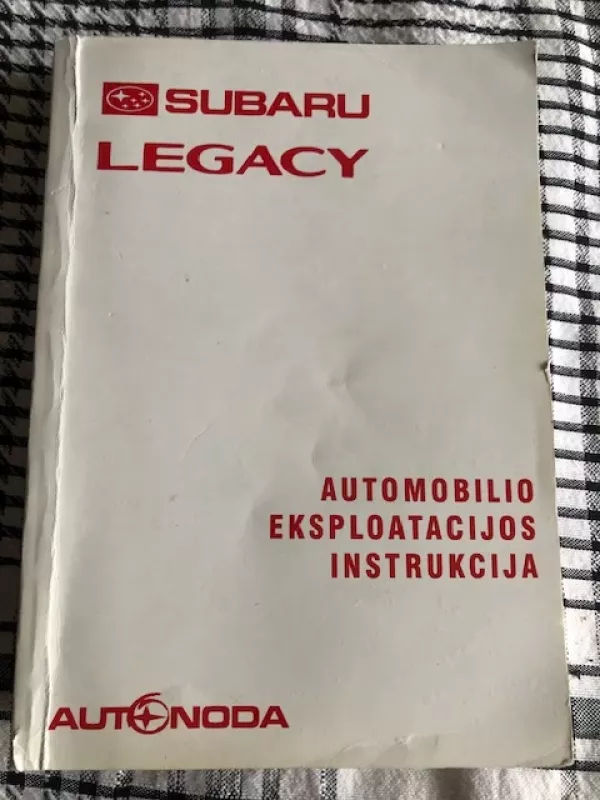 SUBARU
LEGACY
AUTOMOBILIO
EKSPLOATACIJOS
INSTRUKCIJA
AUTONODA